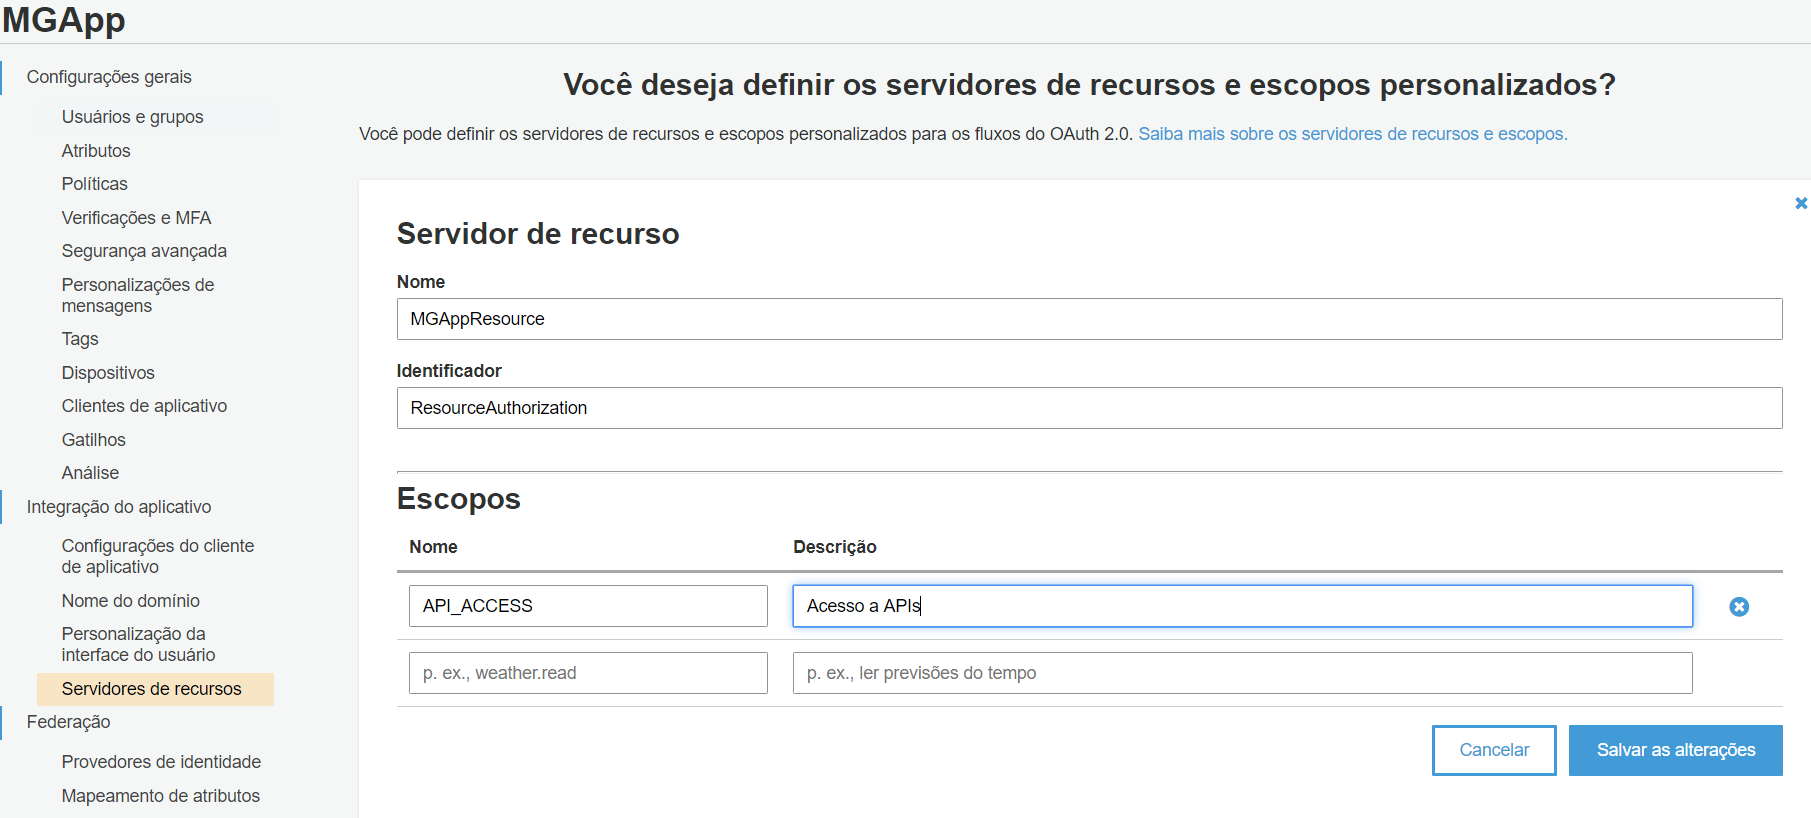 MGApp
Configurações gerais
Usuários e grupos
Atributos
Políticas
Verificações e MFA
Segurança avançada
Personalizações de
mensagens
Tags
Dispositivos
Clientes de aplicativo
Gatilhos
Análise
Integração do aplicativo
Configurações do cliente
de aplicativo
Nome do domínio
Personalização da
interface do usuário
Servidores de recursos
Federação
Provedores de identidade
Mapeamento de atributos
Você deseja definir os servidores de recursos e escopos personalizados?
Você pode definir os servidores de recursos e escopos personalizados para os fluxos do OAuth 2.0. Saiba mais sobre os servidores de recursos e escopos.
Servidor de recurso
Nome
MGAppResource
Identificador
ResourceAuthorization
Escopos
Nome Descrição
API_ACCESS Acesso a APIs
p. ex., weather.read p. ex., ler previsões do tempo
Cancelar Salvar as alterações